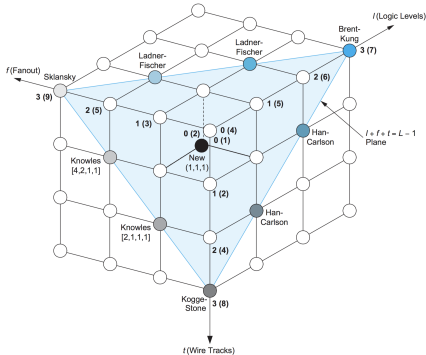 l (Logic Levels)
Brent-
Kung
3 (7)
Ladner-
Fischer
Ladner-
Fischer
2 (6)
f (Fanout)
Sklansky
3 (9)
2 (5)
1 (5)
1 (3)
0 (2)
0 (4)
0 (1)
Han-
Carlson
l + f + t = L – 1
Plane
New
(1,1,1)
Knowles
[4,2,1,1]
1 (2)
Knowles
[2,1,1,1]
Han-
Carlson
2 (4)
Kogge-
Stone
3 (8)
t (Wire Tracks)